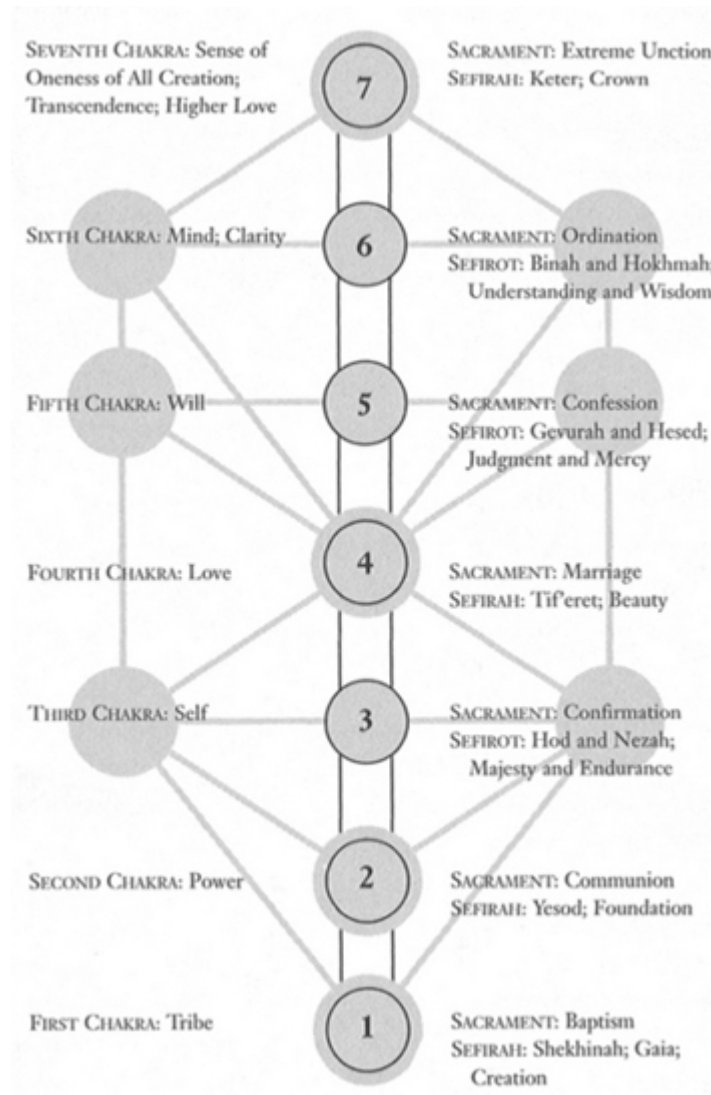 SEVENTH CHAKRA: Sense of
Oneness of All Creation;
Transcendence; Higher Love
7
SACRAMENT: Extreme Unction
SEFIRAH: Keter; Crown
SIXTH CHAKRA: Mind; Clarity
6
SACRAMENT: Ordination
SEFIROT: Binah and Hokhmah;
Understanding and Wisdom
FIFTH CHAKRA: Will
5
SACRAMENT: Confession
SEFIROT: Gevurah and Hesed;
Judgment and Mercy
FOURTH CHAKRA: Love
4
SACRAMENT: Marriage
SEFIRAH: Tif'eret; Beauty
THIRD CHAKRA: Self
3
SACRAMENT: Confirmation
SEFIROT: Hod and Nezah;
Majesty and Endurance
SECOND CHAKRA: Power
2
SACRAMENT: Communion
SEFIRAH: Yesod; Foundation
FIRST CHAKRA: Tribe
1
SACRAMENT: Baptism
SEFIRAH: Shekhinah; Gaia;
Creation